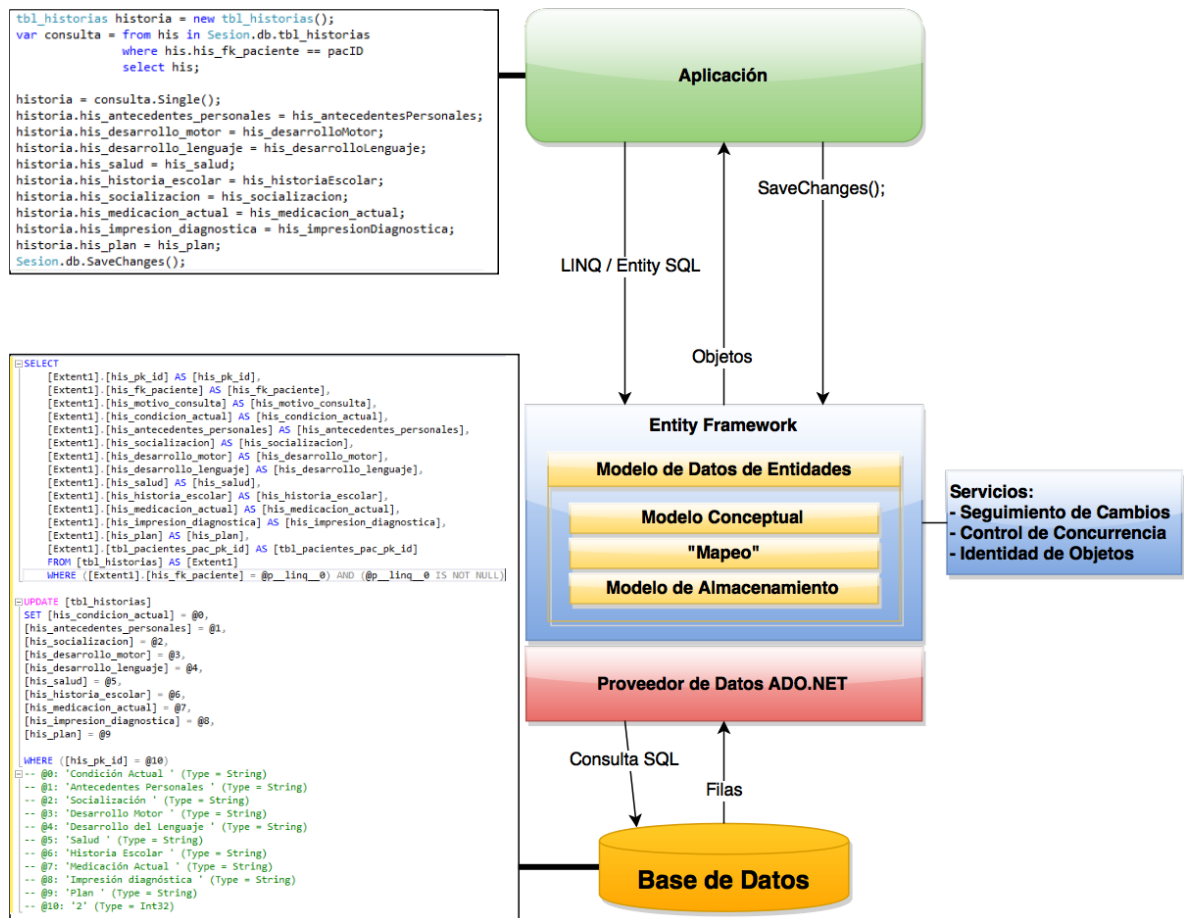 tbl_historias historia = new tbl_historias();
var consulta = from his in Sesion.db.tbl_historias
where his.his_fk_paciente == pacID
select his;
historia = consulta.Single();
historia.his_antecedentes_personales = his_antecedentesPersonales;
historia.his_desarrollo_motor = his_desarrolloMotor;
historia.his_desarrollo_lenguaje = his_desarrolloLenguaje;
historia.his_salud = his_salud;
historia.his_historia_escolar = his_historiaEscolar;
historia.his_socializacion = his_socializacion;
historia.his_medicacion_actual = his_medicacion_actual;
historia.his_impresion_diagnostica = his_impresionDiagnostica;
historia.his_plan = his_plan;
Sesion.db.SaveChanges();
Aplicación
SaveChanges();
LINQ / Entity SQL
Objetos
SELECT
[Extent1].[his_pk_id] AS [his_pk_id],
[Extent1].[his_fk_paciente] AS [his_fk_paciente],
[Extent1].[his_motivo_consulta] AS [his_motivo_consulta],
[Extent1].[his_condicion_actual] AS [his_condicion_actual],
[Extent1].[his_antecedentes_personales] AS [his_antecedentes_personales],
[Extent1].[his_socializacion] AS [his_socializacion],
[Extent1].[his_desarrollo_motor] AS [his_desarrollo_motor],
[Extent1].[his_desarrollo_lenguaje] AS [his_desarrollo_lenguaje],
[Extent1].[his_salud] AS [his_salud],
[Extent1].[his_historia_escolar] AS [his_historia_escolar],
[Extent1].[his_medicacion_actual] AS [his_medicacion_actual],
[Extent1].[his_impresion_diagnostica] AS [his_impresion_diagnostica],
[Extent1].[his_plan] AS [his_plan],
[Extent1].[tbl_pacientes_pac_pk_id] AS [tbl_pacientes_pac_pk_id]
FROM [tbl_historias] AS [Extent1]
WHERE ([Extent1].[his_fk_paciente] = @p__linq__0) AND (@p__linq__0 IS NOT NULL)
UPDATE [tbl_historias]
SET [his_condicion_actual] = @0,
[his_antecedentes_personales] = @1,
[his_socializacion] = @2,
[his_desarrollo_motor] = @3,
[his_desarrollo_lenguaje] = @4,
[his_salud] = @5,
[his_historia_escolar] = @6,
[his_medicacion_actual] = @7,
[his_impresion_diagnostica] = @8,
[his_plan] = @9
WHERE ([his_pk_id] = @10)
-- @0: 'Condición Actual ' (Type = String)
-- @1: 'Antecedentes Personales ' (Type = String)
-- @2: 'Socialización ' (Type = String)
-- @3: 'Desarrollo Motor ' (Type = String)
-- @4: 'Desarrollo del Lenguaje ' (Type = String)
-- @5: 'Salud ' (Type = String)
-- @6: 'Historia Escolar ' (Type = String)
-- @7: 'Medicación Actual ' (Type = String)
-- @8: 'Impresión diagnóstica ' (Type = String)
-- @9: 'Plan ' (Type = String)
-- @10: '2' (Type = Int32)
Entity Framework
Modelo de Datos de Entidades
Modelo Conceptual
"Mapeo"
Modelo de Almacenamiento
Servicios:
- Seguimiento de Cambios
- Control de Concurrencia
- Identidad de Objetos
Proveedor de Datos ADO.NET
Consulta SQL
Filas
Base de Datos